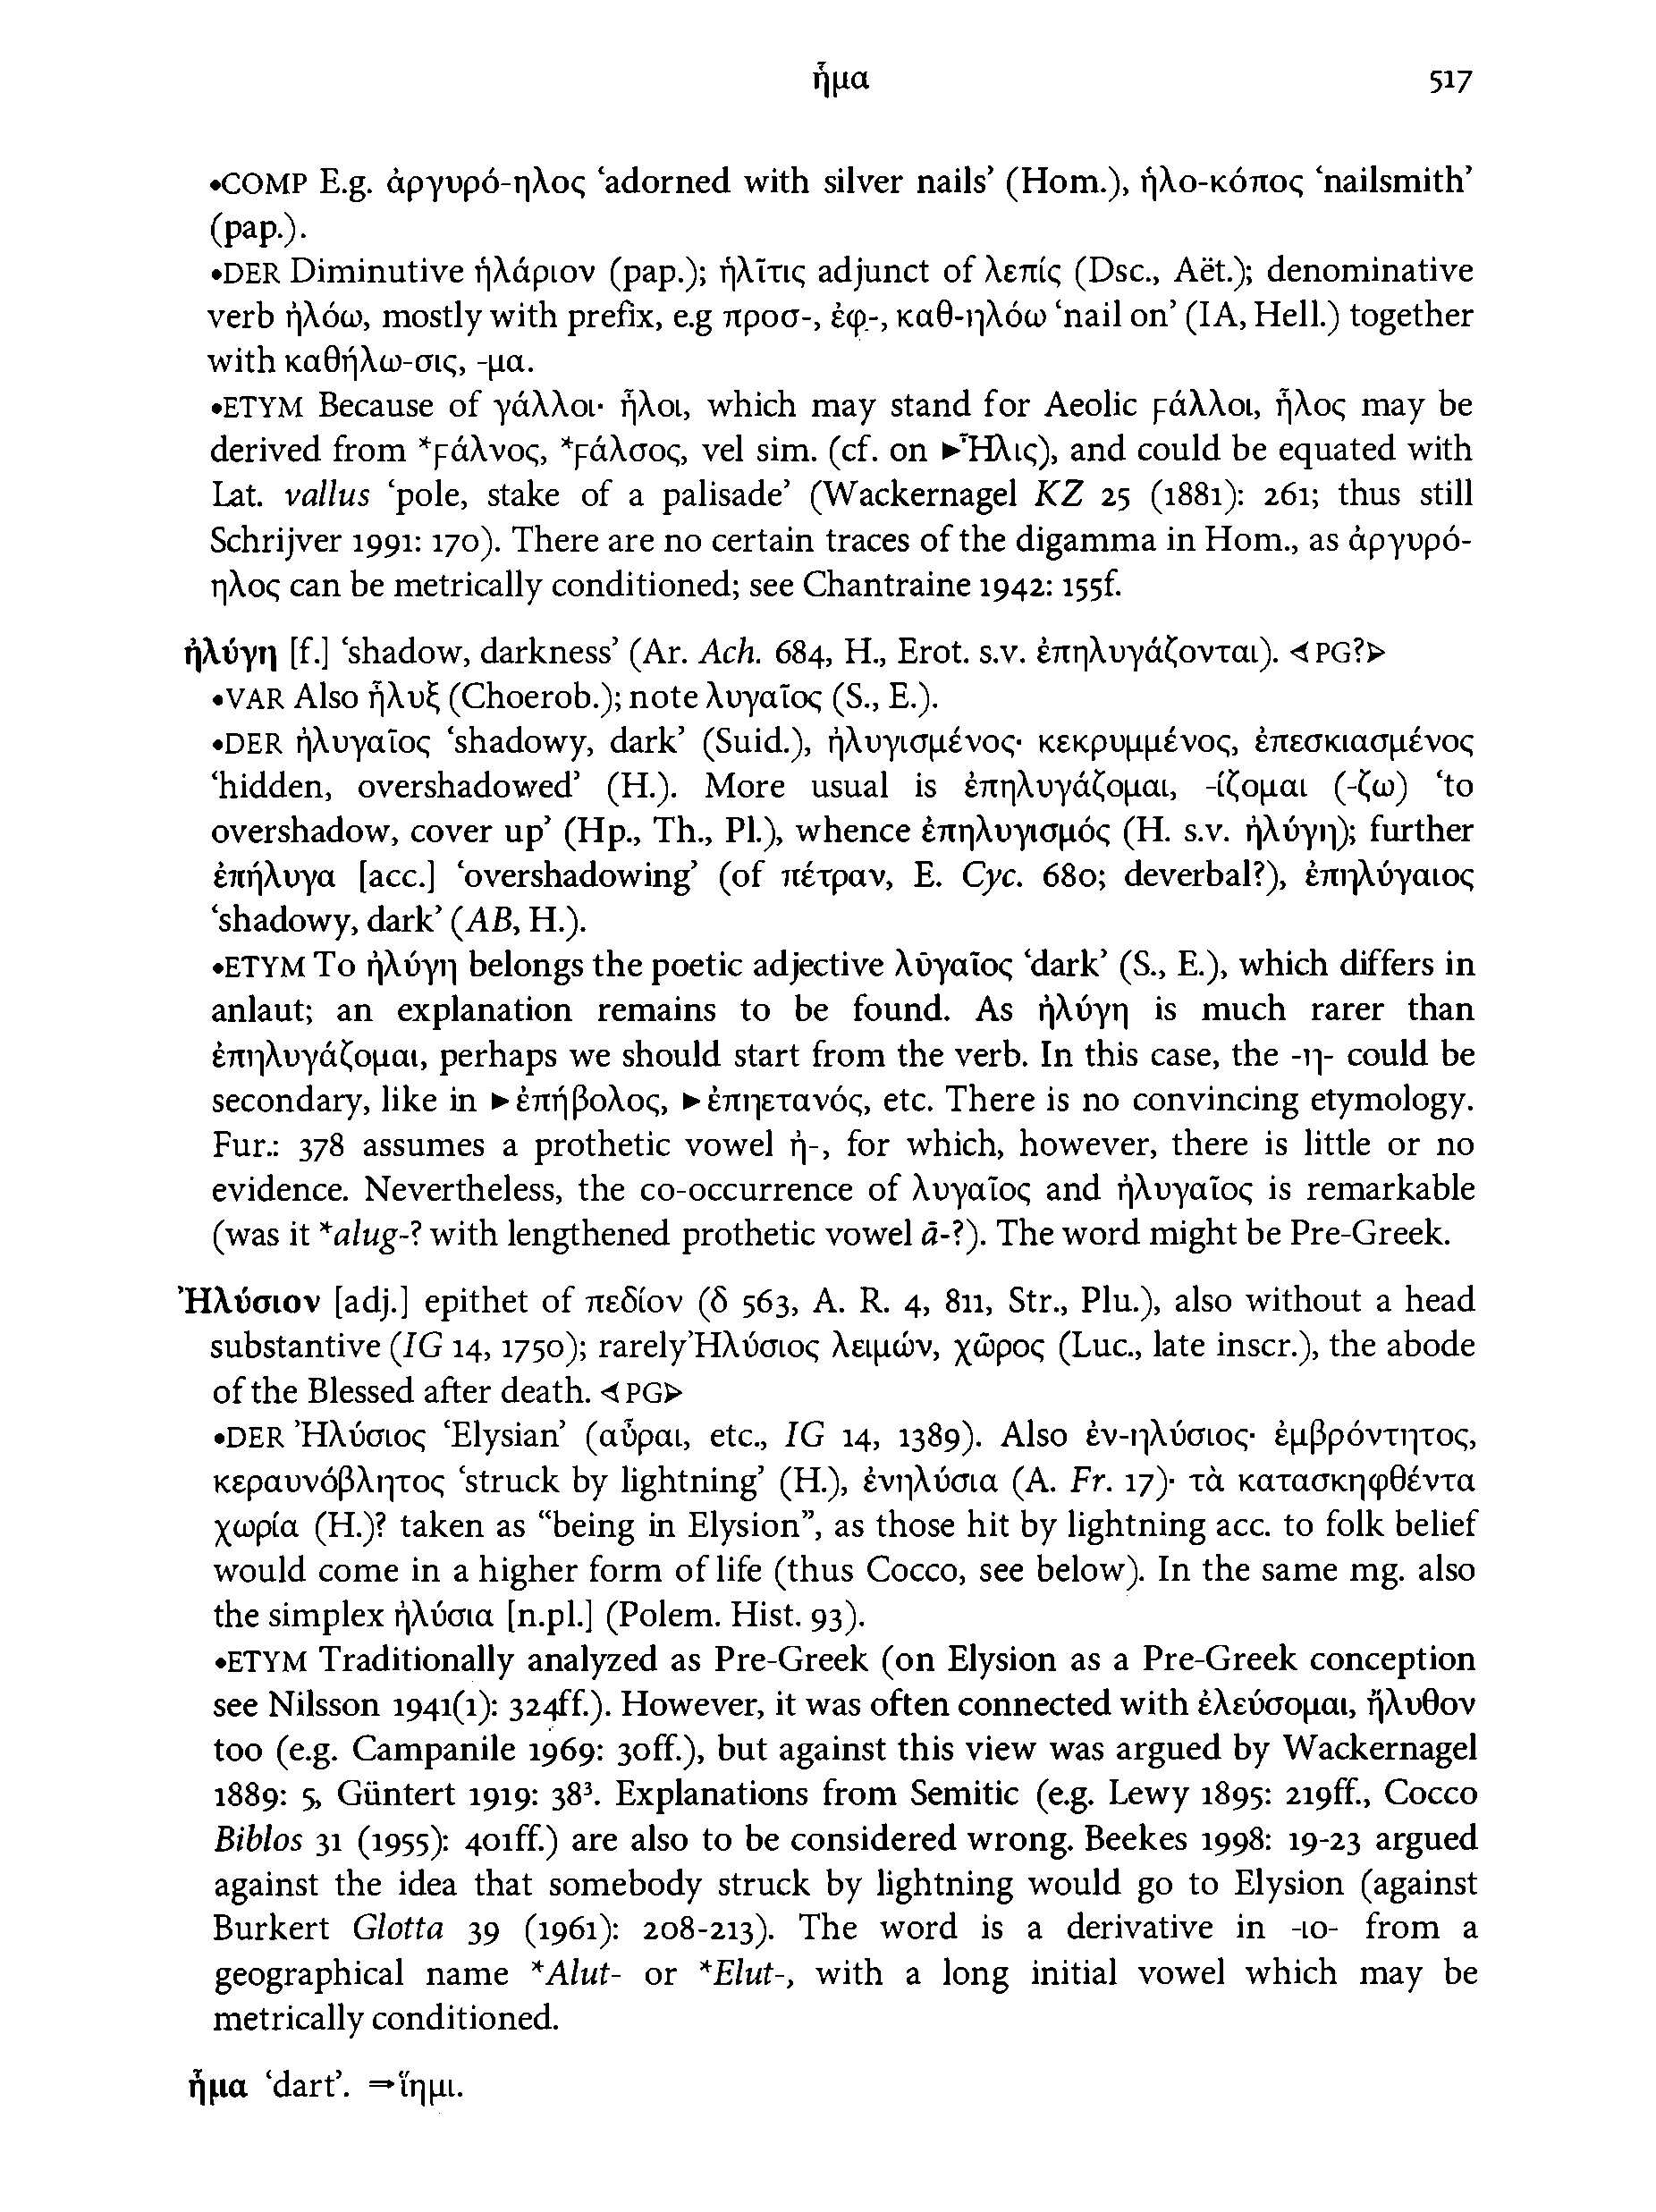 ἧμα 517
•COMP E.g. ἀργυρό-ηλος ‘adorned with silver nails’ (Hom.), ἡλο-κόπος ‘nailsmith’
(pap.).
•DER Diminutive ἡλάριον (pap.); ἡλῖτις adjunct of λεπίς (Dsc., Aët.); denominative
verb ἡλόω, mostly with prefix, e.g προσ-, ἐφ-, καθ-ηλόω ‘nail on’ (IA, Hell.) together
with καθήλω-σις, -μα.
•ETYM Because of γάλλοι· ἧλοι, which may stand for Aeolic ϝάλλοι, ἧλος may be
derived from *ϝάλνος, *ϝάλσος, vel sim. (cf. on ►Ἦλις), and could be equated with
Lat. vallus ‘pole, stake of a palisade’ (Wackernagel KZ 25 (1881): 261; thus still
Schrijver 1991: 170). There are no certain traces of the digamma in Hom., as ἀργυρό-
ηλος can be metrically conditioned; see Chantraine 1942: 155f.
ἠλύγη [f.] ‘shadow, darkness’ (Ar. Ach. 684, H., Erot. s.v. ἐπηλυγάζονται). ◁PG?▷
•VAR Also ἦλυξ (Choerob.); note λυγαῖος (S., E.).
•DER ἠλυγαῖος ‘shadowy, dark’ (Suid.), ἠλυγισμένος· κεκρυμμένος, ἐπεσκιασμένος
‘hidden, overshadowed’ (H.). More usual is ἐπηλυγάζομαι, -ίζομαι (-ζω) ‘to
overshadow, cover up’ (Hp., Th., Pl.), whence ἐπηλυγισμός (H. s.v. ἠλύγη); further
ἐπήλυγα [acc.] ‘overshadowing’ (of πέτραν, E. Cyc. 680; deverbal?), ἐπηλύγαιος
‘shadowy, dark’ (AB, H.).
•ETYM To ἠλύγη belongs the poetic adjective λῡγαῖος ‘dark’ (S., E.), which differs in
anlaut; an explanation remains to be found. As ἠλύγη is much rarer than
ἐπηλυγάζομαι, perhaps we should start from the verb. In this case, the -η- could be
secondary, like in ►ἐπήβολος, ►ἐπηετανός, etc. There is no convincing etymology.
Fur.: 378 assumes a prothetic vowel ἠ-, for which, however, there is little or no
evidence. Nevertheless, the co-occurrence of λυγαῖος and ἠλυγαῖος is remarkable
(was it *alug-? with lengthened prothetic vowel ā-?). The word might be Pre-Greek.
Ἠλύσιον [adj.] epithet of πεδίον (δ 563, A. R. 4, 811, Str., Plu.), also without a head
substantive (IG 14, 1750); rarely Ἠλύσιος λειμών, χῶρος (Luc., late inscr.), the abode
of the Blessed after death. ◁PG▷
•DER Ἠλύσιος ‘Elysian’ (αὖραι, etc., IG 14, 1389). Also ἐν-ηλύσιος· ἐμβρόντητος,
κεραυνόβλητος ‘struck by lightning’ (H.), ἐνηλύσια (A. Fr. 17)· τὰ κατασκηφθέντα
χωρία (H.)? taken as “being in Elysion”, as those hit by lightning acc. to folk belief
would come in a higher form of life (thus Cocco, see below). In the same mg. also
the simplex ἠλύσια [n.pl.] (Polem. Hist. 93).
•ETYM Traditionally analyzed as Pre-Greek (on Elysion as a Pre-Greek conception
see Nilsson 1941(1): 324ff.). However, it was often connected with ἐλεύσομαι, ἤλυθον
too (e.g. Campanile 1969: 30ff.), but against this view was argued by Wackernagel
1889: 5, Güntert 1919: 38³. Explanations from Semitic (e.g. Lewy 1895: 219ff., Cocco
Biblos 31 (1955): 401ff.) are also to be considered wrong. Beekes 1998: 19-23 argued
against the idea that somebody struck by lightning would go to Elysion (against
Burkert Glotta 39 (1961): 208-213). The word is a derivative in -ιο- from a
geographical name *Alut- or *Elut-, with a long initial vowel which may be
metrically conditioned.
ἧμα ‘dart’. ⇒ἵημι.